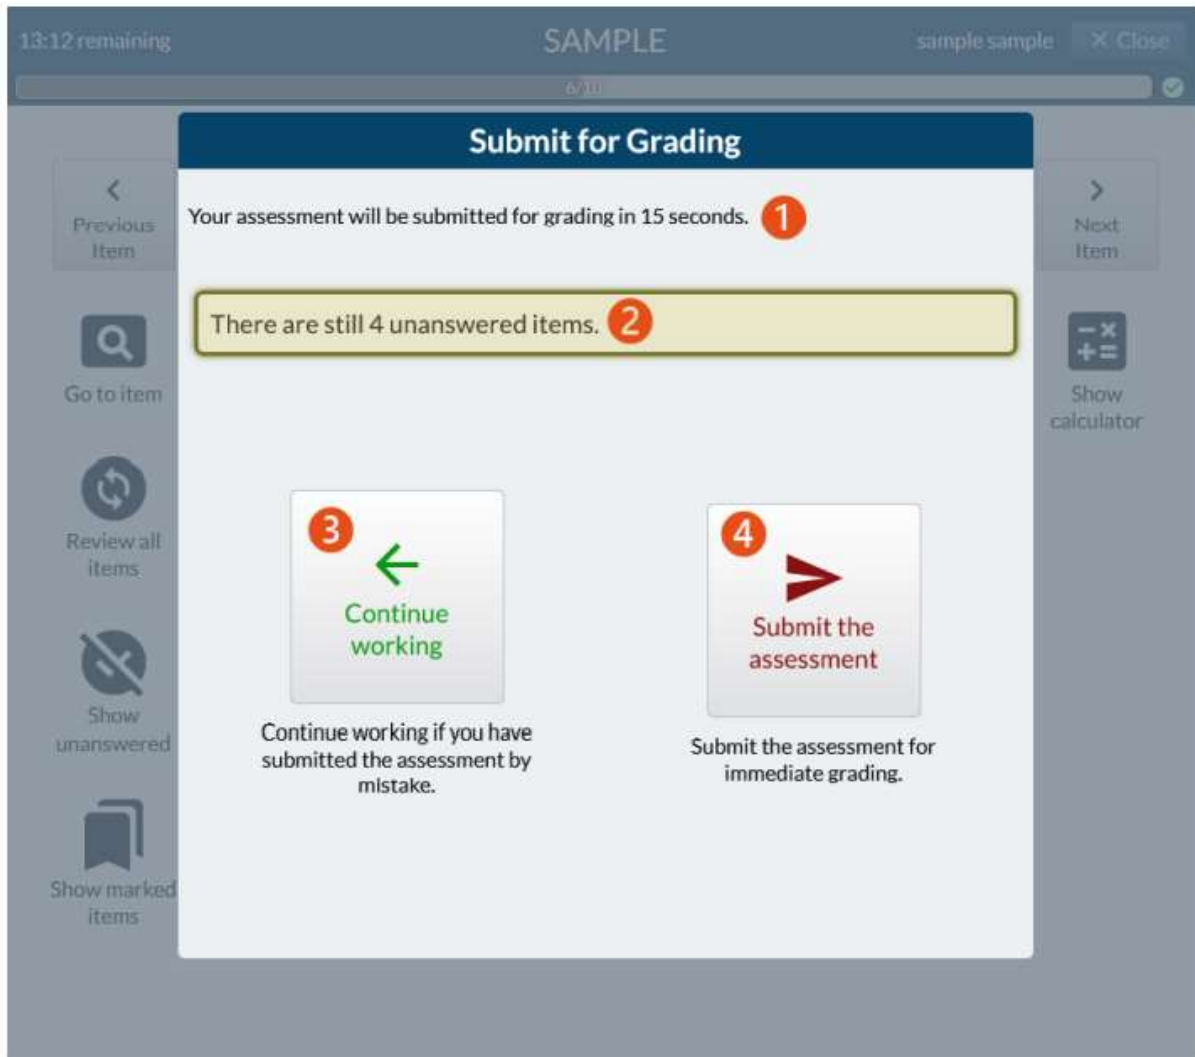 13:12 remaining
SAMPLE
sample sample
× Close
6/10
Submit for Grading
Your assessment will be submitted for grading in 15 seconds.
1
There are still 4 unanswered items.
2
Previous
Item
Next
Item
Go to item
Show
calculator
Review all
items
Show
unanswered
Show marked
items
3
Continue
working
Continue working if you have
submitted the assessment by
mistake.
4
Submit the
assessment
Submit the assessment for
immediate grading.